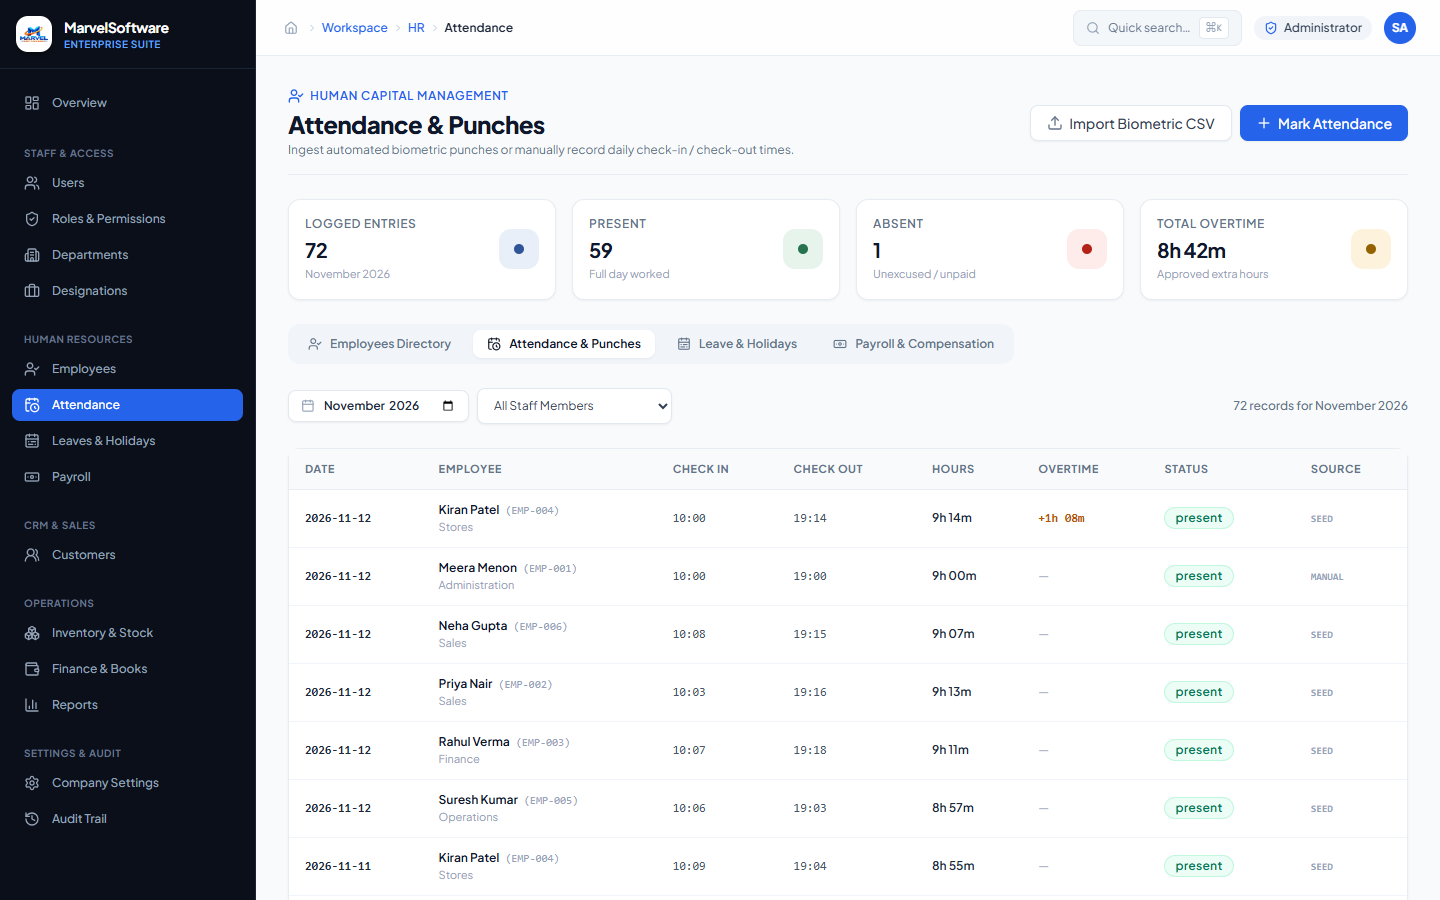 MarvelSoftware
ENTERPRISE SUITE
Overview
STAFF & ACCESS
Users
Roles & Permissions
Departments
Designations
HUMAN RESOURCES
Employees
Attendance
Leaves & Holidays
Payroll
CRM & SALES
Customers
OPERATIONS
Inventory & Stock
Finance & Books
Reports
SETTINGS & AUDIT
Company Settings
Audit Trail
Workspace HR Attendance
Quick search... ⌘K
Administrator
SA
HUMAN CAPITAL MANAGEMENT
Attendance & Punches
Ingest automated biometric punches or manually record daily check-in / check-out times.
Import Biometric CSV
Mark Attendance
LOGGED ENTRIES
72
November 2026
PRESENT
59
Full day worked
ABSENT
1
Unexcused / unpaid
TOTAL OVERTIME
8h 42m
Approved extra hours
Employees Directory Attendance & Punches Leave & Holidays Payroll & Compensation
November 2026 All Staff Members 72 records for November 2026
DATE EMPLOYEE CHECK IN CHECK OUT HOURS OVERTIME STATUS SOURCE
2026-11-12 Kiran Patel (EMP-004) 10:00 19:14 9h 14m +1h 08m present SEED
Stores
2026-11-12 Meera Menon (EMP-001) 10:00 19:00 9h 00m — present MANUAL
Administration
2026-11-12 Neha Gupta (EMP-006) 10:08 19:15 9h 07m — present SEED
Sales
2026-11-12 Priya Nair (EMP-002) 10:03 19:16 9h 13m — present SEED
Sales
2026-11-12 Rahul Verma (EMP-003) 10:07 19:18 9h 11m — present SEED
Finance
2026-11-12 Suresh Kumar (EMP-005) 10:06 19:03 8h 57m — present SEED
Operations
2026-11-11 Kiran Patel (EMP-004) 10:09 19:04 8h 55m — present SEED
Stores